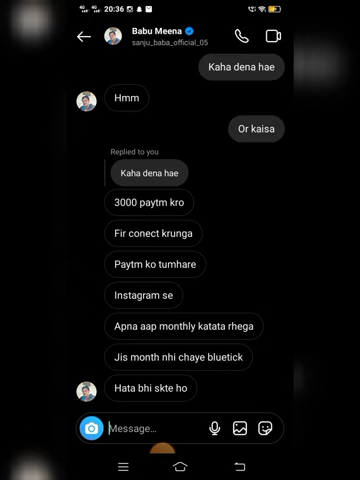 4G 4G 20:36
Babu Meena
sanju_baba_official_05
Kaha dena hae
Hmm
Or kaisa
Replied to you
Kaha dena hae
3000 paytm kro
Fir conect krunga
Paytm ko tumhare
Instagram se
Apna aap monthly katata rhega
Jis month nhi chaye bluetick
Hata bhi skte ho
Message...